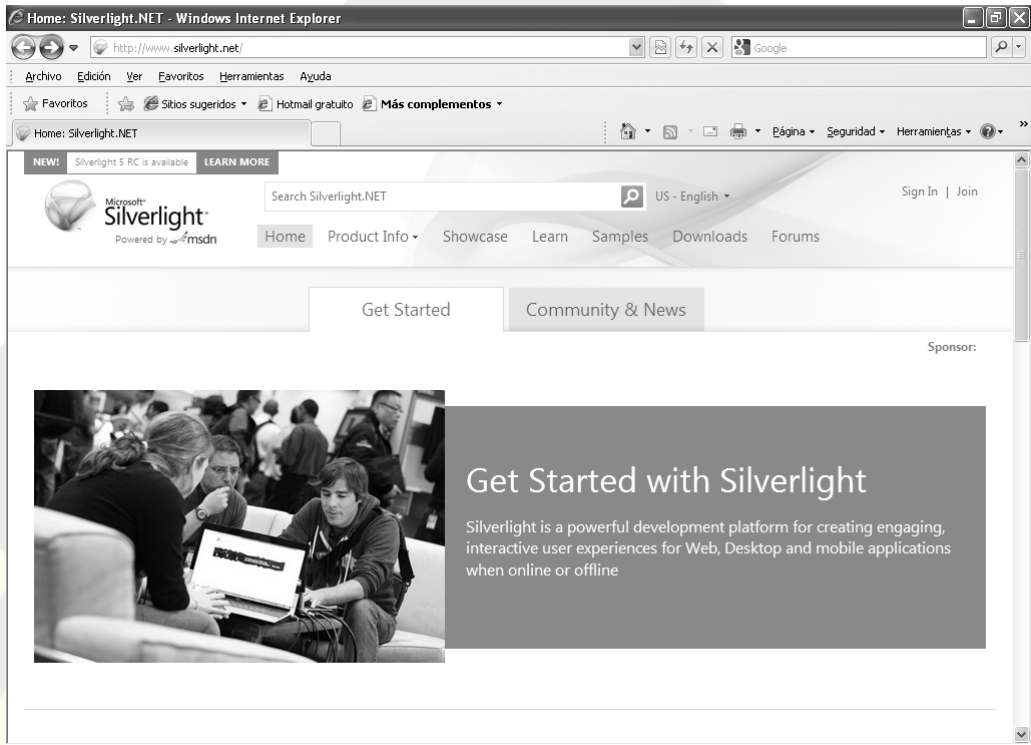 Home: Silverlight.NET - Windows Internet Explorer
http://www.silverlight.net/
Google
Archivo Edición Ver Favoritos Herramientas Ayuda
Favoritos Sitios sugeridos Hotmail gratuito Más complementos
Home: Silverlight.NET Página Seguridad Herramientas »
NEW! Silverlight 5 RC is available LEARN MORE
Microsoft®
Silverlight™
Powered by msdn
Search Silverlight.NET US - English Sign In | Join
Home Product Info Showcase Learn Samples Downloads Forums
Get Started Community & News
Sponsor:
Get Started with Silverlight
Silverlight is a powerful development platform for creating engaging,
interactive user experiences for Web, Desktop and mobile applications
when online or offline